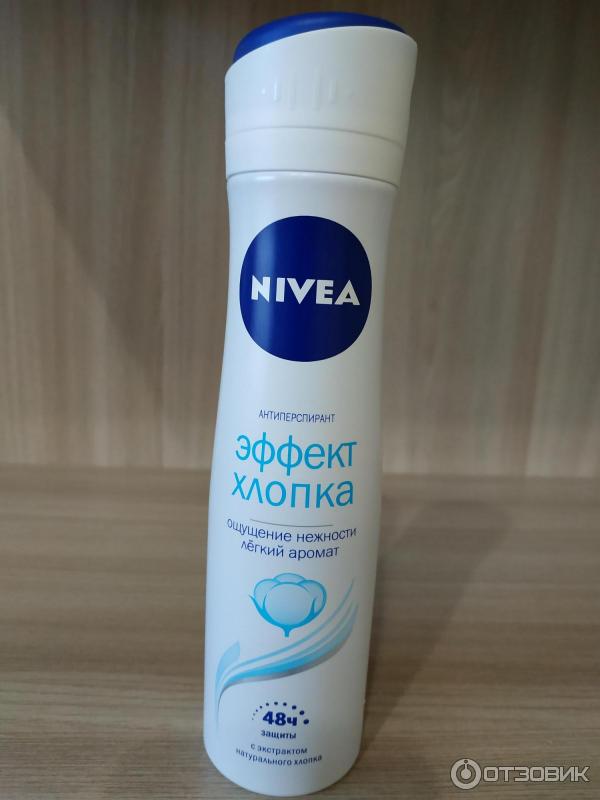 NIVEA
АНТИПЕРСПИРАНТ
эффект
хлопка
ощущение нежности
лёгкий аромат
48ч
защиты
с экстрактом
натурального хлопка
ОТЗОВИК